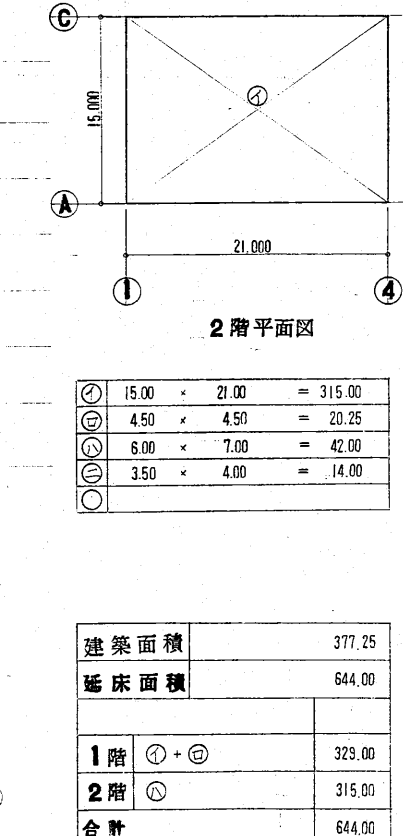 C
15,000
㋑
A
21,000
1 4
2階平面図
㋑ 15.00 × 21.00 = 315.00
㋺ 4.50 × 4.50 = 20.25
㋩ 6.00 × 7.00 = 42.00
㊁ 3.50 × 4.00 = 14.00
建築面積 377.25
延床面積 644.00
1階 ㋑+㋺ 329.00
2階 ㋩ 315.00
合計 644.00